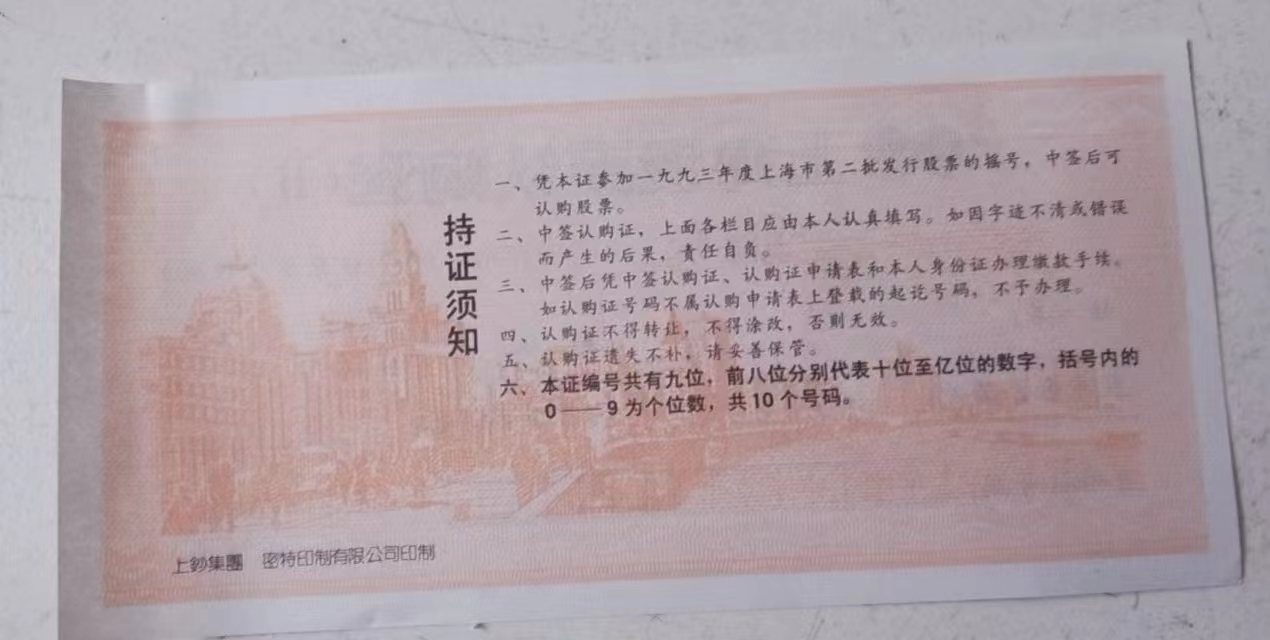 持证须知
一、凭本证参加一九九三年度上海市第二批发行股票的摇号，中签后可
认购股票。
二、中签认购证，上面各栏目应由本人认真填写。如因字迹不清或错误
而产生的后果，责任自负。
三、中签后凭中签认购证、认购证申请表和本人身份证办理缴款手续。
如认购证号码不属认购申请表上登载的起讫号码，不予办理。
四、认购证不得转让，不得涂改，否则无效。
五、认购证遗失不补，请妥善保管。
六、本证编号共有九位，前八位分别代表十位至亿位的数字，括号内的
0——9为个位数，共10个号码。
上鈔集團 密特印制有限公司印制